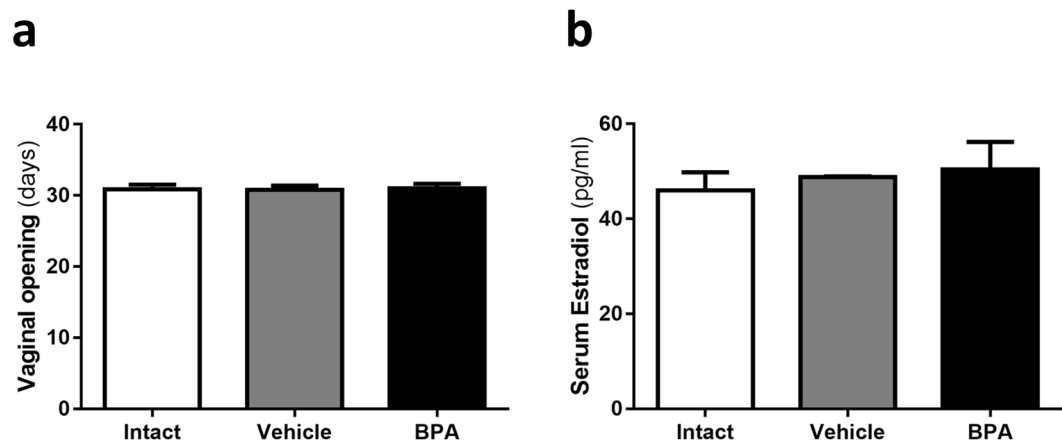 a
Vaginal opening (days)
40
30
20
10
0
Intact Vehicle BPA
b
Serum Estradiol (pg/ml)
60
40
20
0
Intact Vehicle BPA